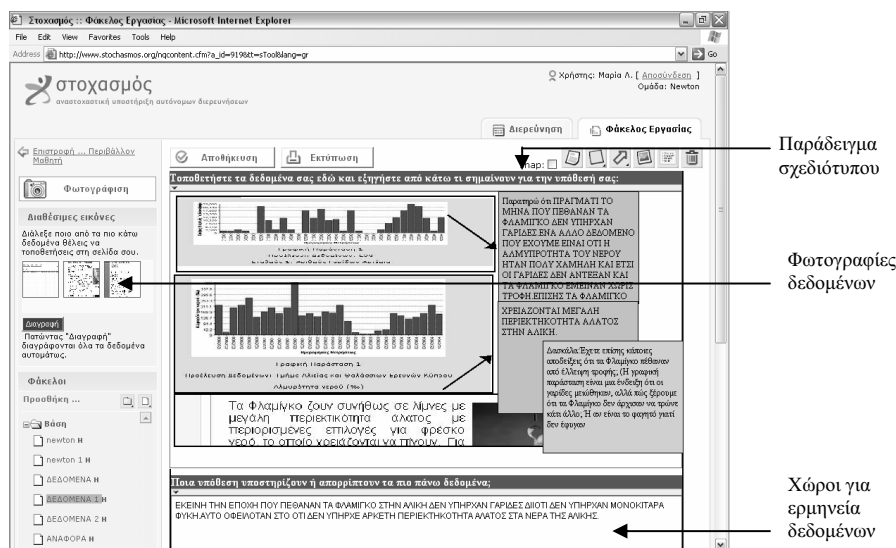 Στοχασμός :: Φάκελος Εργασίας - Microsoft Internet Explorer
File Edit View Favorites Tools Help
Address http://www.stochasmos.org/nqcontent.cfm?a_id=919&tt=sTool&lang=gr Go
στοχασμός
αναστοχαστική υποστήριξη αυτόνομων διερευνήσεων
Χρήστης: Μαρία Λ. [ Αποσύνδεση ]
Ομάδα: Newton
Διερεύνηση
Φάκελος Εργασίας
Επιστροφή ... Περιβάλλον
Μαθητή
Φωτογράφιση
Διαθέσιμες εικόνες
Διάλεξε ποιο από τα πιο κάτω
δεδομένα θέλεις να
τοποθετήσεις στη σελίδα σου.
Διαγραφή
Πατώντας "Διαγραφή"
διαγράφονται όλα τα δεδομένα
αυτομάτως.
Φάκελοι
Προσθήκη ...
Βάση
newton Η
newton 1 Η
ΔΕΔΟΜΕΝΑ Η
ΔΕΔΟΜΕΝΑ 1 Η
ΔΕΔΟΜΕΝΑ 2 Η
ΑΝΑΦΟΡΑ Η
Αποθήκευση
Εκτύπωση
map:
Τοποθετήστε τα δεδομένα σας εδώ και εξηγήστε από κάτω τι σημαίνουν για την υπόθεσή σας:
Γραφική Παράσταση 1
Προέλευση Δεδομένων: Τμήμα Αλιείας και Θαλάσσιων Ερευνών Κύπρου
Αλμυρότητα νερού (‰)
Τα Φλαμίγκο ζουν συνήθως σε λίμνες με
μεγάλη περιεκτικότητα άλατος με
περιορισμένες επιλογές για φρέσκο
νερό, το οποίο χρειάζονται να πίνουν. Για
Παρατηρώ ότι ΠΡΑΓΜΑΤΙ ΤΟ
ΜΗΝΑ ΠΟΥ ΠΕΘΑΝΑΝ ΤΑ
ΦΛΑΜΙΓΚΟ ΔΕΝ ΥΠΗΡΧΑΝ
ΓΑΡΙΔΕΣ ΕΝΑ ΑΛΛΟ ΔΕΔΟΜΕΝΟ
ΠΟΥ ΕΧΟΥΜΕ ΕΙΝΑΙ ΟΤΙ Η
ΑΛΜΥΡΟΤΗΤΑ ΤΟΥ ΝΕΡΟΥ
ΗΤΑΝ ΠΟΛΥ ΧΑΜΗΛΗ ΚΑΙ ΕΤΣΙ
ΟΙ ΓΑΡΙΔΕΣ ΔΕΝ ΑΝΤΕΞΑΝ ΚΑΙ
ΤΑ ΦΛΑΜΙΓΚΟ ΕΜΕΙΝΑΝ ΧΩΡΙΣ
ΤΡΟΦΗ ΕΠΙΣΗΣ ΤΑ ΦΛΑΜΙΓΚΟ
ΧΡΕΙΑΖΟΝΤΑΙ ΜΕΓΑΛΗ
ΠΕΡΙΕΚΤΗΚΟΤΗΤΑ ΑΛΑΤΟΣ
ΣΤΗΝ ΑΛΙΚΗ.
Δασκάλα:Έχετε επίσης κάποιες
αποδείξεις ότι τα Φλαμίγκο πέθαναν
από έλλειψη τροφής; (Η γραφική
παράσταση είναι μια ένδειξη ότι οι
γαρίδες μειώθηκαν, αλλά πώς ξέρουμε
ότι τα Φλαμίγκο δεν άρχισαν να τρώνε
κάτι άλλο; Ή αν είναι το φαγητό γιατί
δεν έφυγαν
Ποια υπόθεση υποστηρίζουν ή απορρίπτουν τα πιο πάνω δεδομένα;
ΕΚΕΙΝΗ ΤΗΝ ΕΠΟΧΗ ΠΟΥ ΠΕΘΑΝΑΝ ΤΑ ΦΛΑΜΙΓΚΟ ΣΤΗΝ ΑΛΙΚΗ ΔΕΝ ΥΠΗΡΧΑΝ ΓΑΡΙΔΕΣ ΔΙΙΟΤΙ ΔΕΝ ΥΠΗΡΧΑΝ ΜΟΝΟΚΙΤΑΡΑ
ΦΥΚΗ.ΑΥΤΟ ΟΦΕΙΛΟΤΑΝ ΣΤΟ ΟΤΙ ΔΕΝ ΥΠΗΡΧΕ ΑΡΚΕΤΗ ΠΕΡΙΕΚΤΗΚΟΤΗΤΑ ΑΛΑΤΟΣ ΣΤΑ ΝΕΡΑ ΤΗΣ ΑΛΙΚΗΣ.
Παράδειγμα
σχεδιότυπου
Φωτογραφίες
δεδομένων
Χώροι για
ερμηνεία
δεδομένων